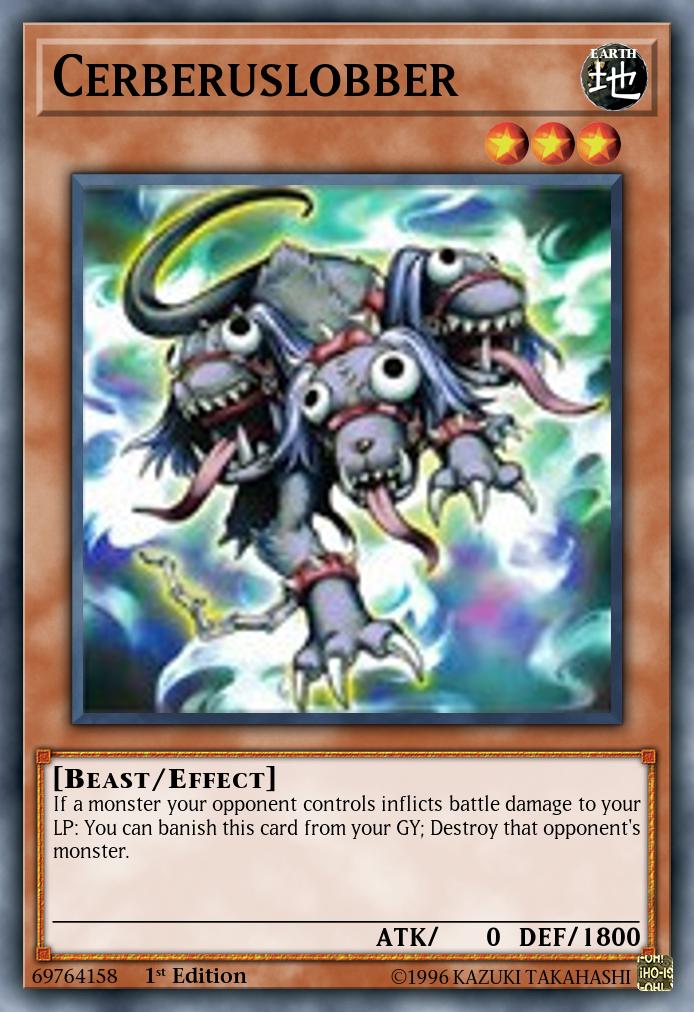 Cerberuslobber
EARTH
地
[Beast/Effect]
If a monster your opponent controls inflicts battle damage to your
LP: You can banish this card from your GY; Destroy that opponent's
monster.
ATK/ 0 DEF/1800
69764158 1st Edition ©1996 KAZUKI TAKAHASHI